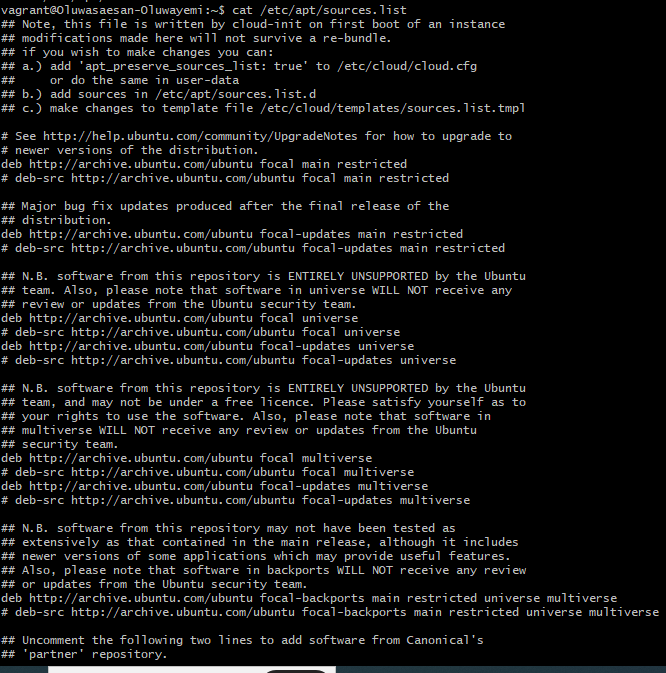 vagrant@Oluwasaesan-Oluwayemi:~$ cat /etc/apt/sources.list
## Note, this file is written by cloud-init on first boot of an instance
## modifications made here will not survive a re-bundle.
## if you wish to make changes you can:
## a.) add 'apt_preserve_sources_list: true' to /etc/cloud/cloud.cfg
##     or do the same in user-data
## b.) add sources in /etc/apt/sources.list.d
## c.) make changes to template file /etc/cloud/templates/sources.list.tmpl

# See http://help.ubuntu.com/community/UpgradeNotes for how to upgrade to
# newer versions of the distribution.
deb http://archive.ubuntu.com/ubuntu focal main restricted
# deb-src http://archive.ubuntu.com/ubuntu focal main restricted

## Major bug fix updates produced after the final release of the
## distribution.
deb http://archive.ubuntu.com/ubuntu focal-updates main restricted
# deb-src http://archive.ubuntu.com/ubuntu focal-updates main restricted

## N.B. software from this repository is ENTIRELY UNSUPPORTED by the Ubuntu
## team. Also, please note that software in universe WILL NOT receive any
## review or updates from the Ubuntu security team.
deb http://archive.ubuntu.com/ubuntu focal universe
# deb-src http://archive.ubuntu.com/ubuntu focal universe
deb http://archive.ubuntu.com/ubuntu focal-updates universe
# deb-src http://archive.ubuntu.com/ubuntu focal-updates universe

## N.B. software from this repository is ENTIRELY UNSUPPORTED by the Ubuntu
## team, and may not be under a free licence. Please satisfy yourself as to
## your rights to use the software. Also, please note that software in
## multiverse WILL NOT receive any review or updates from the Ubuntu
## security team.
deb http://archive.ubuntu.com/ubuntu focal multiverse
# deb-src http://archive.ubuntu.com/ubuntu focal multiverse
deb http://archive.ubuntu.com/ubuntu focal-updates multiverse
# deb-src http://archive.ubuntu.com/ubuntu focal-updates multiverse

## N.B. software from this repository may not have been tested as
## extensively as that contained in the main release, although it includes
## newer versions of some applications which may provide useful features.
## Also, please note that software in backports WILL NOT receive any review
## or updates from the Ubuntu security team.
deb http://archive.ubuntu.com/ubuntu focal-backports main restricted universe multiverse
# deb-src http://archive.ubuntu.com/ubuntu focal-backports main restricted universe multiverse

## Uncomment the following two lines to add software from Canonical's
## 'partner' repository.